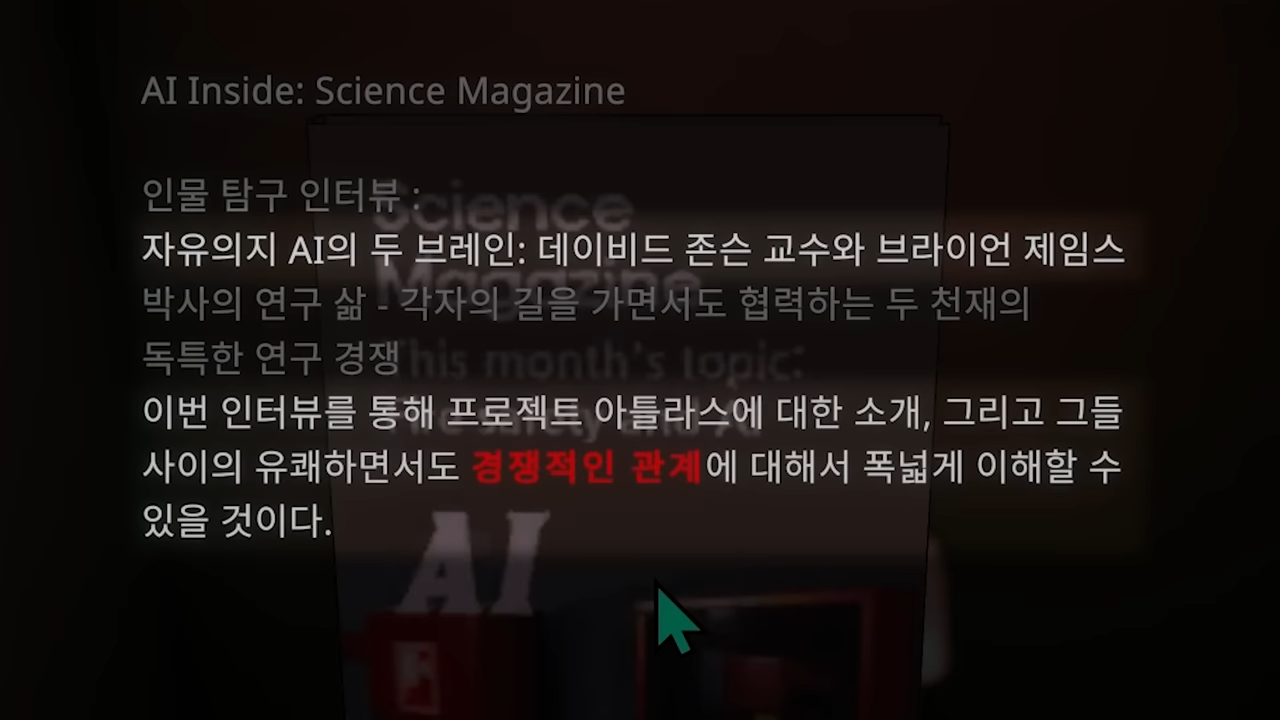 AI Inside: Science Magazine
인물 탐구 인터뷰 :
자유의지 AI의 두 브레인: 데이비드 존슨 교수와 브라이언 제임스
박사의 연구 삶 - 각자의 길을 가면서도 협력하는 두 천재의
독특한 연구 경쟁
이번 인터뷰를 통해 프로젝트 아틀라스에 대한 소개, 그리고 그들
사이의 유쾌하면서도 경쟁적인 관계에 대해서 폭넓게 이해할 수
있을 것이다.
Science
Magazine
This month's topic:
Fire safety and AI
AI